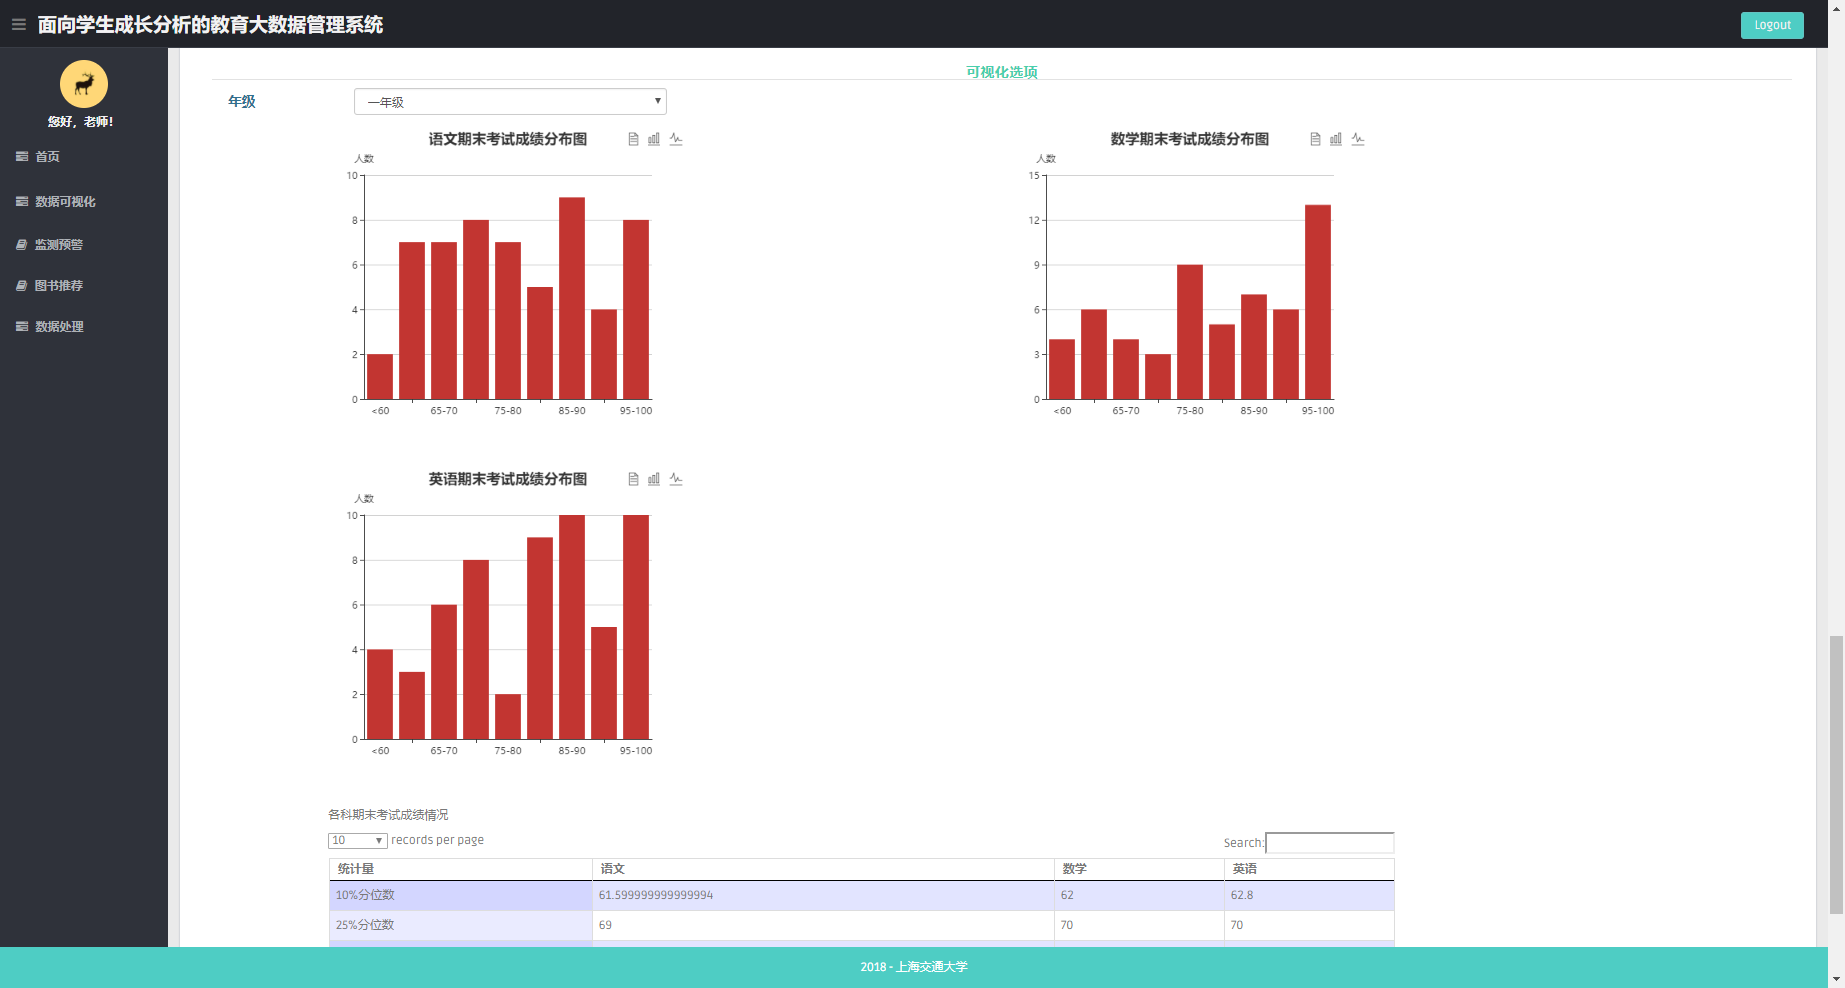 面向学生成长分析的教育大数据管理系统
Logout
您好，老师!
首页
数据可视化
监测预警
图书推荐
数据处理
可视化选项
年级
一年级
语文期末考试成绩分布图
人数
10
8
6
4
2
0
<60 65-70 75-80 85-90 95-100
数学期末考试成绩分布图
人数
15
12
9
6
3
0
<60 65-70 75-80 85-90 95-100
英语期末考试成绩分布图
人数
10
8
6
4
2
0
<60 65-70 75-80 85-90 95-100
各科期末考试成绩情况
10 records per page
Search:
统计量 语文 数学 英语
10%分位数 61.599999999999994 62 62.8
25%分位数 69 70 70
2018 - 上海交通大学